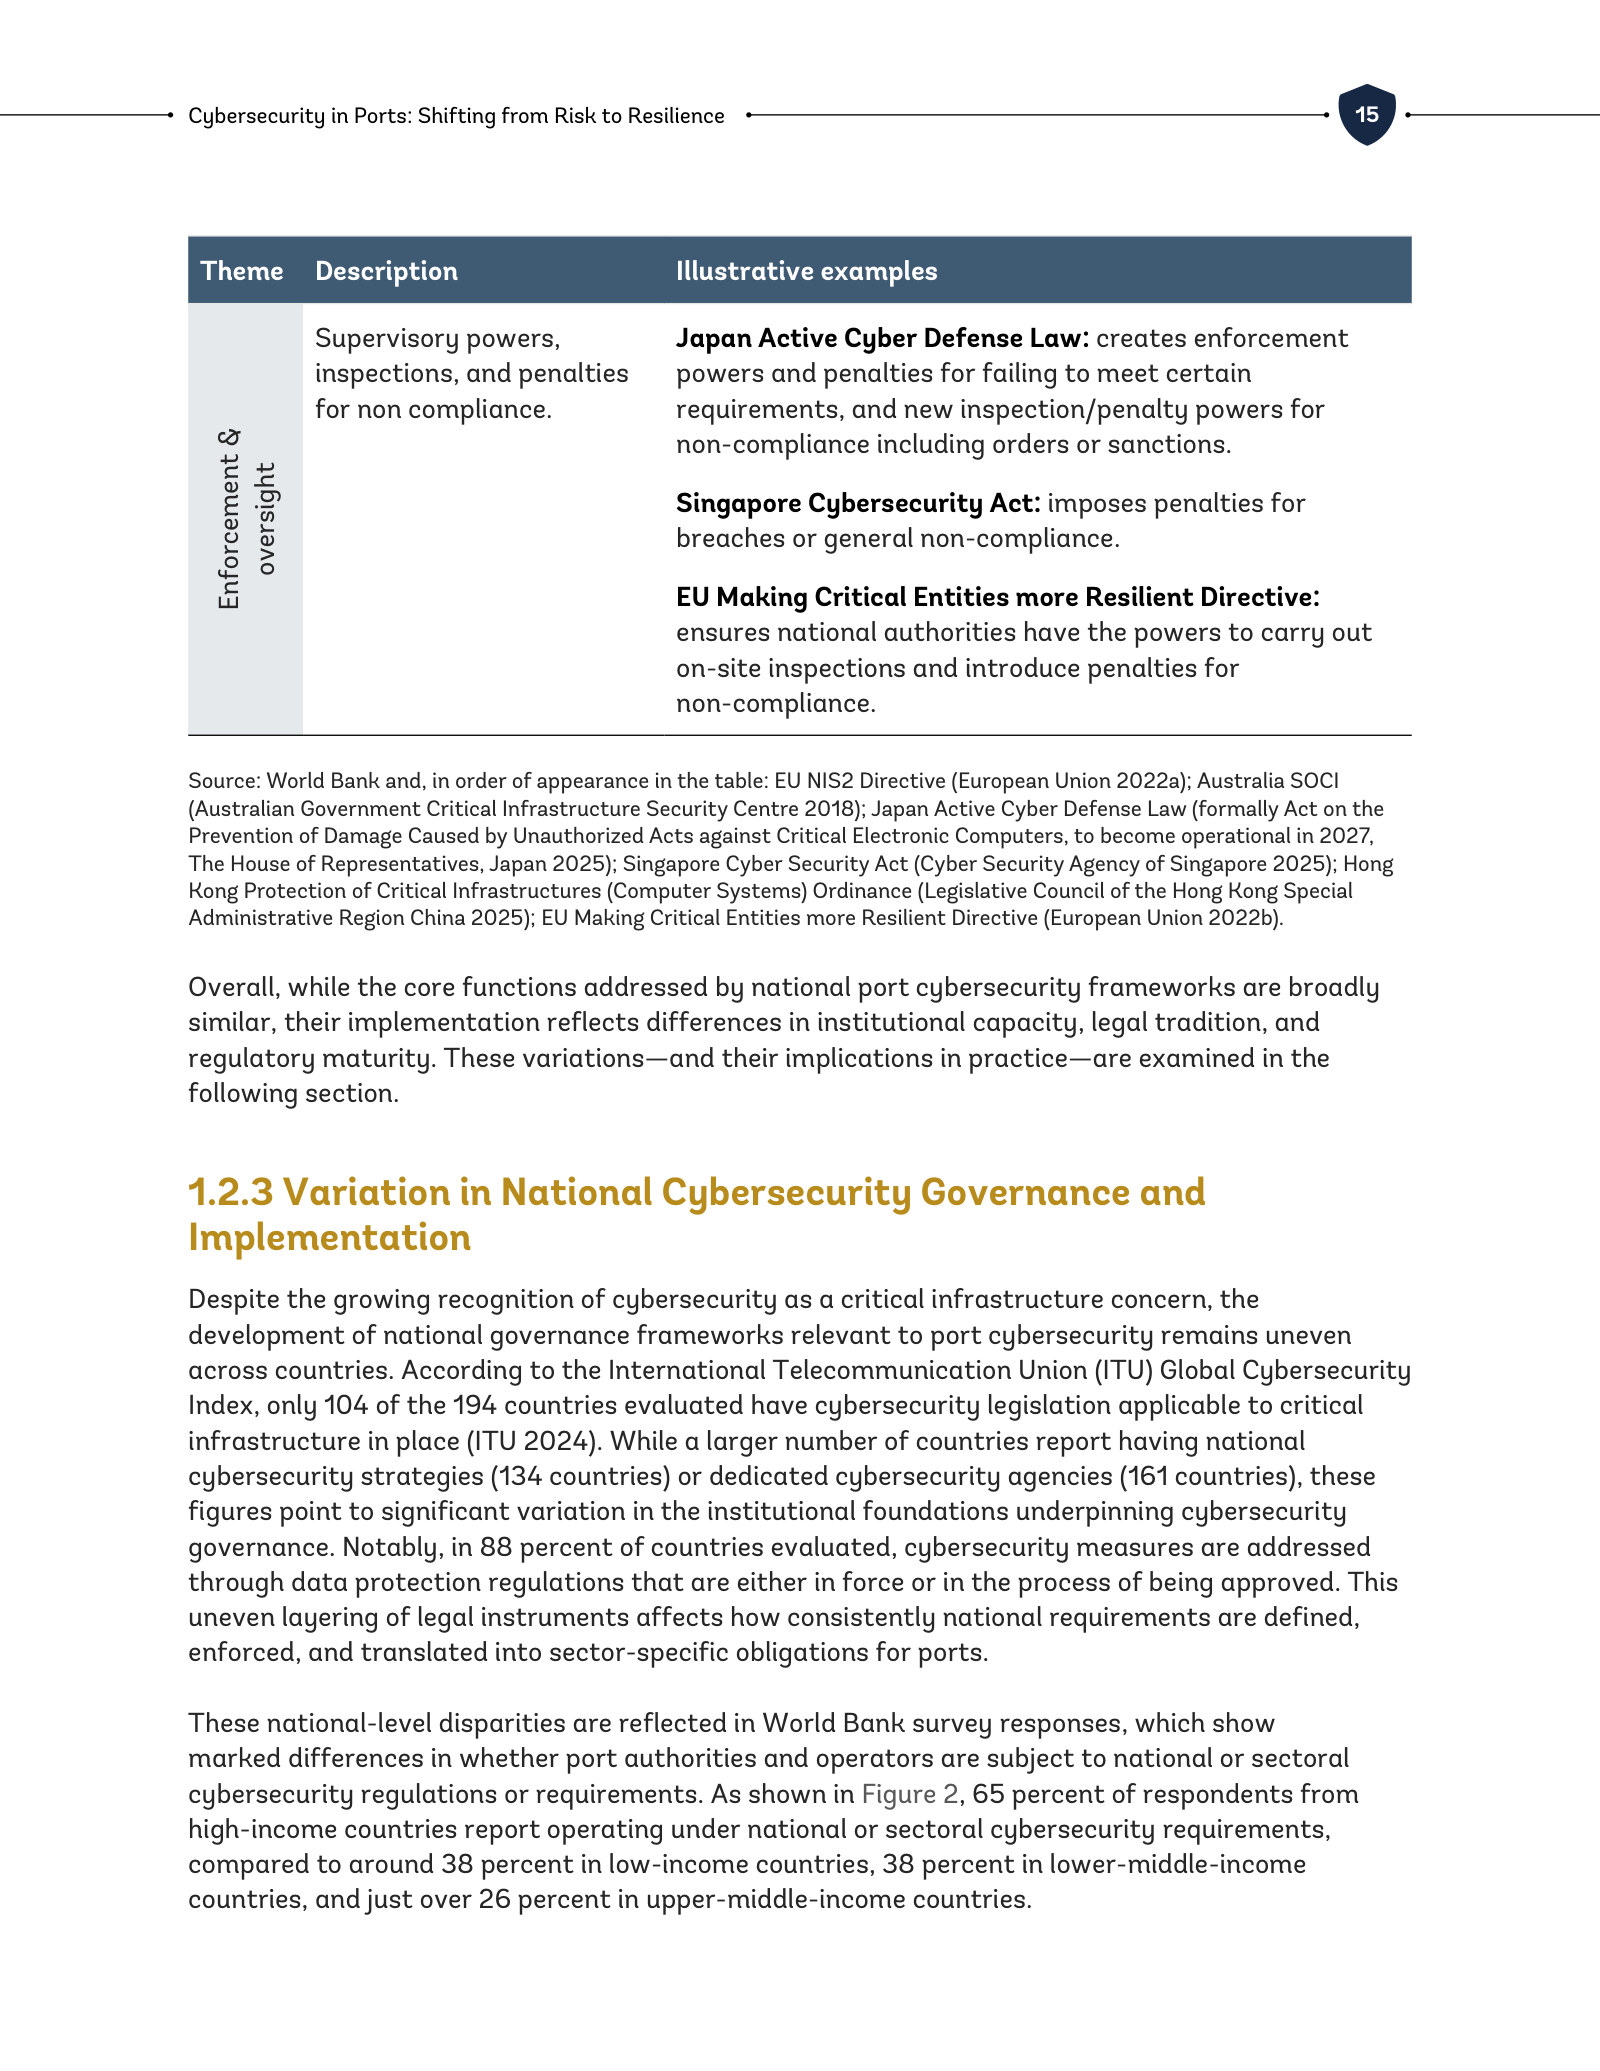 Cybersecurity in Ports: Shifting from Risk to Resilience
15
Theme Description Illustrative examples
Enforcement &
oversight
Supervisory powers,
inspections, and penalties
for non compliance.
Japan Active Cyber Defense Law: creates enforcement
powers and penalties for failing to meet certain
requirements, and new inspection/penalty powers for
non-compliance including orders or sanctions.
Singapore Cybersecurity Act: imposes penalties for
breaches or general non-compliance.
EU Making Critical Entities more Resilient Directive:
ensures national authorities have the powers to carry out
on-site inspections and introduce penalties for
non-compliance.
Source: World Bank and, in order of appearance in the table: EU NIS2 Directive (European Union 2022a); Australia SOCI
(Australian Government Critical Infrastructure Security Centre 2018); Japan Active Cyber Defense Law (formally Act on the
Prevention of Damage Caused by Unauthorized Acts against Critical Electronic Computers, to become operational in 2027,
The House of Representatives, Japan 2025); Singapore Cyber Security Act (Cyber Security Agency of Singapore 2025); Hong
Kong Protection of Critical Infrastructures (Computer Systems) Ordinance (Legislative Council of the Hong Kong Special
Administrative Region China 2025); EU Making Critical Entities more Resilient Directive (European Union 2022b).
Overall, while the core functions addressed by national port cybersecurity frameworks are broadly
similar, their implementation reflects differences in institutional capacity, legal tradition, and
regulatory maturity. These variations—and their implications in practice—are examined in the
following section.
1.2.3 Variation in National Cybersecurity Governance and
Implementation
Despite the growing recognition of cybersecurity as a critical infrastructure concern, the
development of national governance frameworks relevant to port cybersecurity remains uneven
across countries. According to the International Telecommunication Union (ITU) Global Cybersecurity
Index, only 104 of the 194 countries evaluated have cybersecurity legislation applicable to critical
infrastructure in place (ITU 2024). While a larger number of countries report having national
cybersecurity strategies (134 countries) or dedicated cybersecurity agencies (161 countries), these
figures point to significant variation in the institutional foundations underpinning cybersecurity
governance. Notably, in 88 percent of countries evaluated, cybersecurity measures are addressed
through data protection regulations that are either in force or in the process of being approved. This
uneven layering of legal instruments affects how consistently national requirements are defined,
enforced, and translated into sector-specific obligations for ports.
These national-level disparities are reflected in World Bank survey responses, which show
marked differences in whether port authorities and operators are subject to national or sectoral
cybersecurity regulations or requirements. As shown in Figure 2, 65 percent of respondents from
high-income countries report operating under national or sectoral cybersecurity requirements,
compared to around 38 percent in low-income countries, 38 percent in lower-middle-income
countries, and just over 26 percent in upper-middle-income countries.